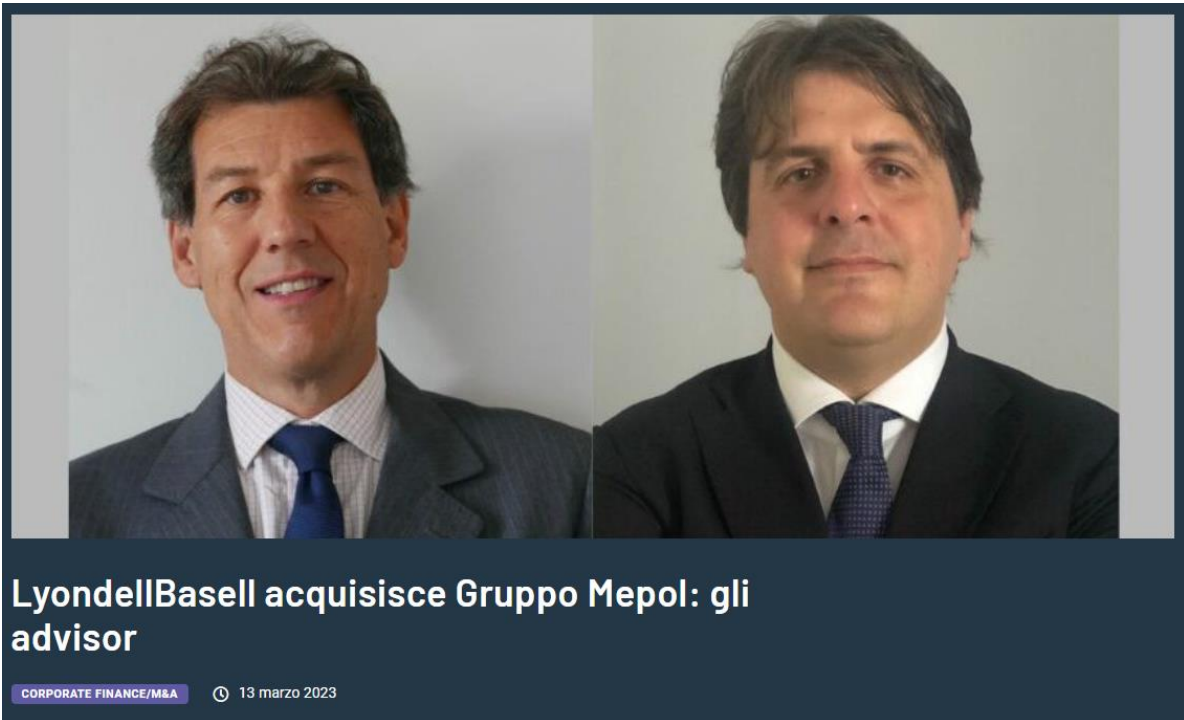 LyondellBasell acquisisce Gruppo Mepol: gli
advisor
CORPORATE FINANCE/M&A 13 marzo 2023